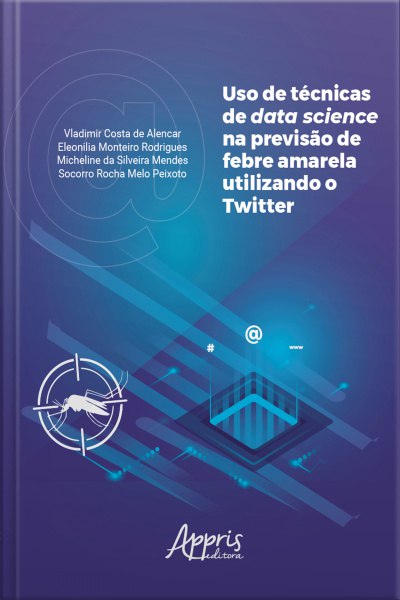 Uso de técnicas
de data science
na previsão de
febre amarela
utilizando o
Twitter
Vladimir Costa de Alencar
Eleonilia Monteiro Rodrigues
Micheline da Silveira Mendes
Socorro Rocha Melo Peixoto
@
@
#
www
Appris
editora